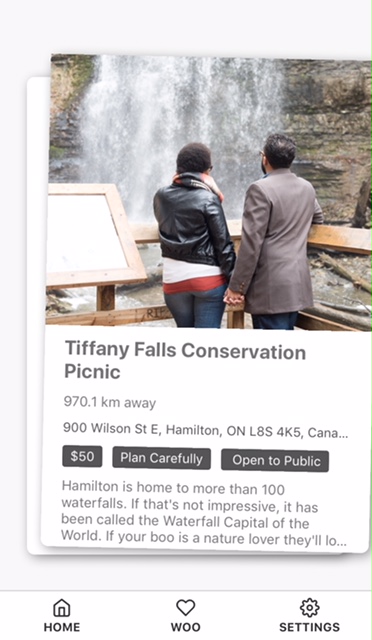 Tiffany Falls Conservation
Picnic
970.1 km away
900 Wilson St E, Hamilton, ON L8S 4K5, Cana...
$50 Plan Carefully Open to Public
Hamilton is home to more than 100
waterfalls. If that's not impressive, it has
been called the Waterfall Capital of the
World. If your boo is a nature lover they'll lo...
HOME WOO SETTINGS